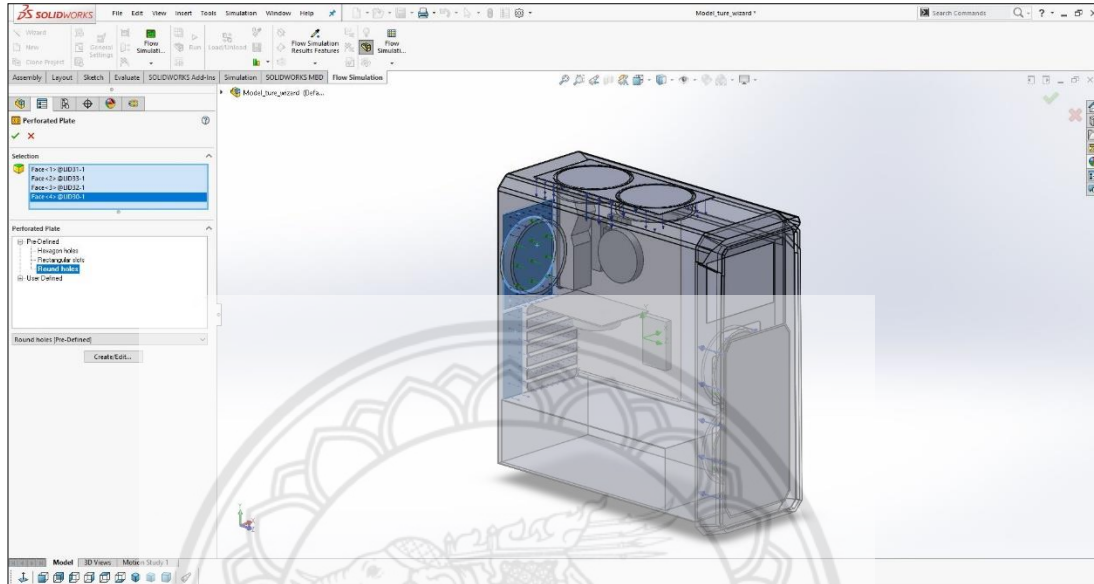 SOLIDWORKS File Edit View Insert Tools Simulation Window Help Model_ture_wizard * Search Commands
Wizard
New
Clone Project
General Settings
Flow Simulati...
Run Load/Unload
Flow Simulation Results Features
Flow Simulati...
Assembly Layout Sketch Evaluate SOLIDWORKS Add-Ins Simulation SOLIDWORKS MBD Flow Simulation
Model_ture_wizard (Defa...
Perforated Plate
Selection
Face<1>@LID31-1
Face<2>@LID33-1
Face<3>@LID32-1
Face<4>@LID30-1
Perforated Plate
Pre-Defined
Hexagon holes
Rectangular slots
Round holes
User Defined
Round holes (Pre-Defined)
Create/Edit...
Model 3D Views Motion Study 1